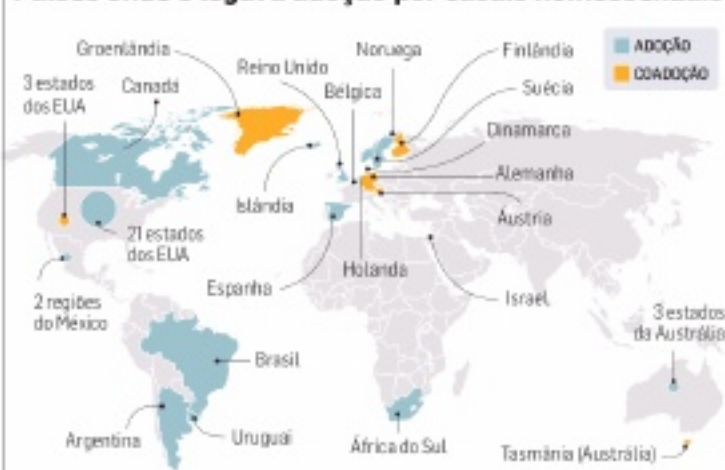 Groenlândia
Noruega
Finlândia
ADOÇÃO
COADOÇÃO
Reino Unido
3 estados
dos EUA
Canadá
Bélgica
Suécia
Dinamarca
Alemanha
Islândia
Áustria
21 estados
dos EUA
Holanda
Espanha
Israel
2 regiões
do México
3 estados
da Austrália
Brasil
Argentina
Uruguai
África do Sul
Tasmânia (Austrália)